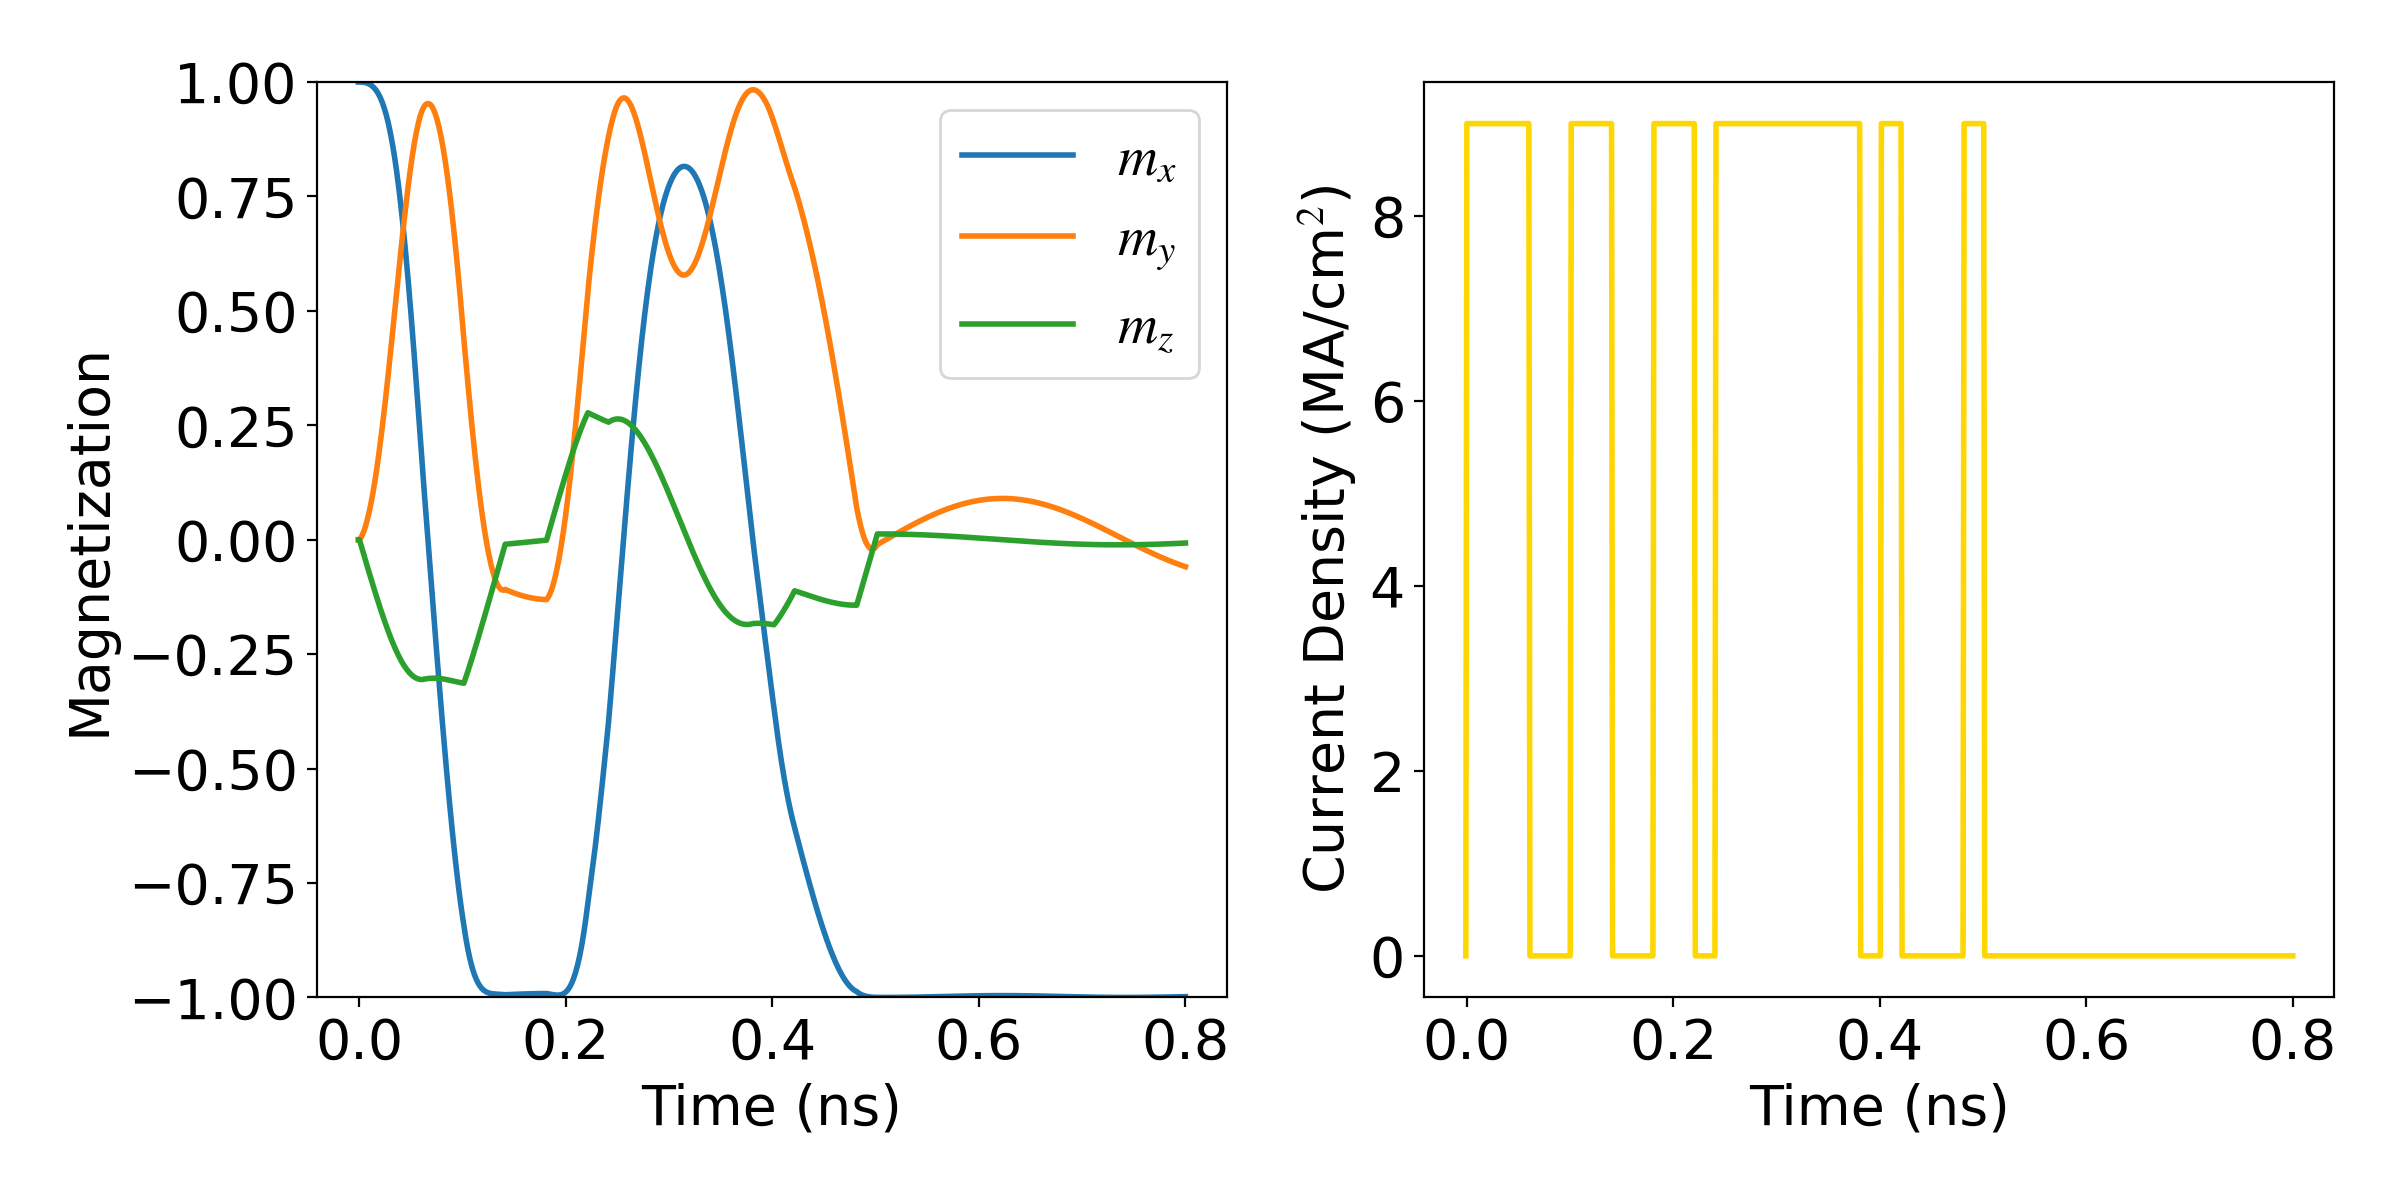 Magnetization
1.00
0.75
0.50
0.25
0.00
−0.25
−0.50
−0.75
−1.00
0.0 0.2 0.4 0.6 0.8
Time (ns)
m_x
m_y
m_z
Current Density (MA/cm²)
8
6
4
2
0
0.0 0.2 0.4 0.6 0.8
Time (ns)